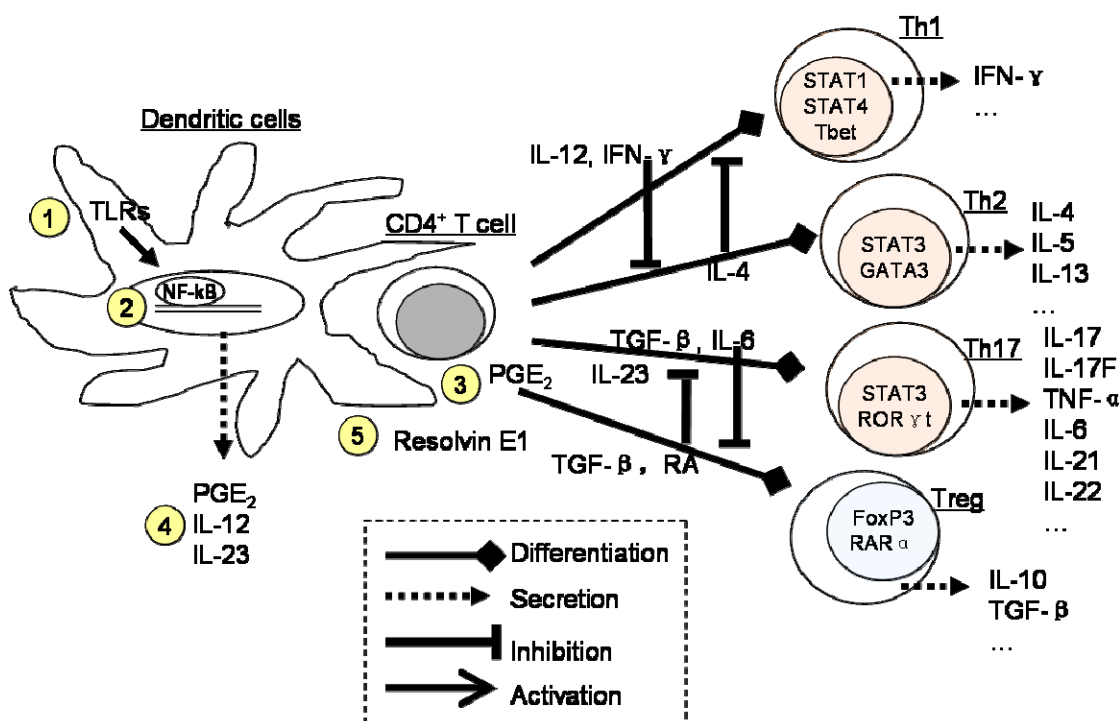 Dendritic cells
1
TLRs
2
NF-kB
CD4⁺ T cell
3
PGE₂
5
Resolvin E1
4
PGE₂
IL-12
IL-23
IL-12, IFN-γ
IL-4
TGF-β, IL-6
IL-23
TGF-β, RA
Th1
STAT1
STAT4
Tbet
IFN-γ
...
Th2
STAT3
GATA3
IL-4
IL-5
IL-13
...
Th17
STAT3
RORγt
IL-17
IL-17F
TNF-α
IL-6
IL-21
IL-22
...
Treg
FoxP3
RARα
IL-10
TGF-β
...
Differentiation
Secretion
Inhibition
Activation